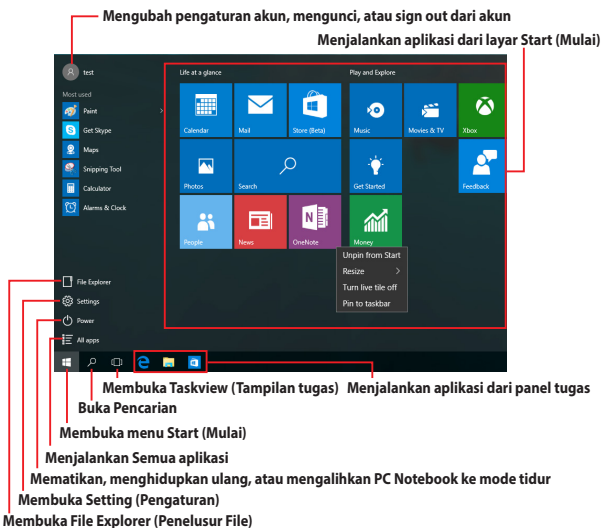 Mengubah pengaturan akun, mengunci, atau sign out dari akun
Menjalankan aplikasi dari layar Start (Mulai)
test
Life at a glance
Play and Explore
Most used
Paint
Get Skype
Maps
Snipping Tool
Calculator
Alarms & Clock
Calendar
Mail
Store (Beta)
Music
Movies & TV
Xbox
Photos
Search
Get Started
Feedback
People
News
OneNote
Money
Unpin from Start
Resize
Turn live tile off
Pin to taskbar
File Explorer
Settings
Power
All apps
Membuka Taskview (Tampilan tugas)
Menjalankan aplikasi dari panel tugas
Buka Pencarian
Membuka menu Start (Mulai)
Menjalankan Semua aplikasi
Mematikan, menghidupkan ulang, atau mengalihkan PC Notebook ke mode tidur
Membuka Setting (Pengaturan)
Membuka File Explorer (Penelusur File)